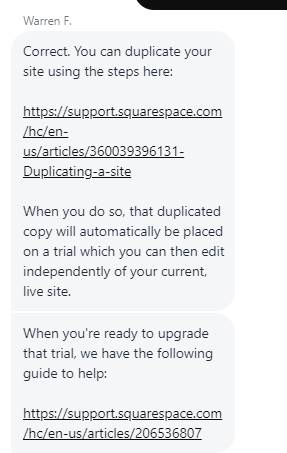 Warren F.
Correct. You can duplicate your
site using the steps here:
https://support.squarespace.com
/hc/en-
us/articles/360039396131-
Duplicating-a-site
When you do so, that duplicated
copy will automatically be placed
on a trial which you can then edit
independently of your current,
live site.
When you're ready to upgrade
that trial, we have the following
guide to help:
https://support.squarespace.com
/hc/en-us/articles/206536807